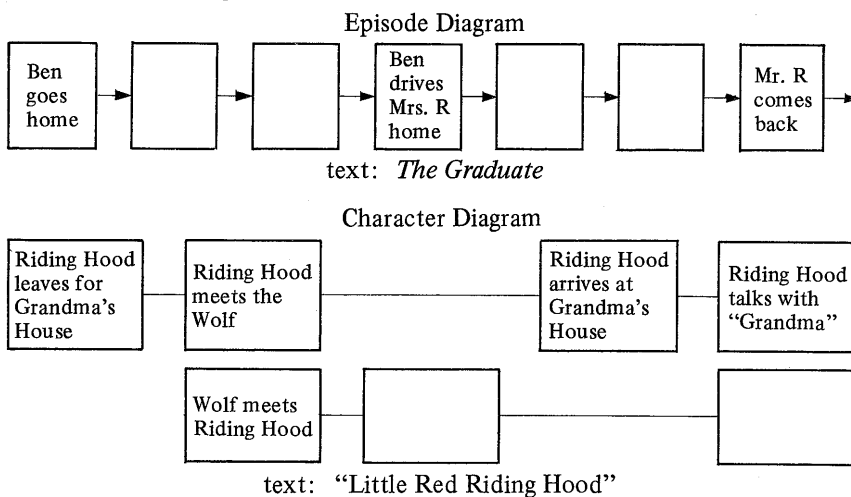 Episode Diagram
Ben
goes
home
Ben
drives
Mrs. R
home
Mr. R
comes
back
text: The Graduate
Character Diagram
Riding Hood
leaves for
Grandma's
House
Riding Hood
meets the
Wolf
Riding Hood
arrives at
Grandma's
House
Riding Hood
talks with
“Grandma”
Wolf meets
Riding Hood
text: “Little Red Riding Hood”